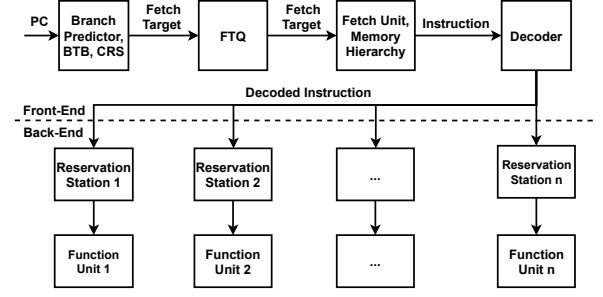 PC
Branch
Predictor,
BTB, CRS
Fetch
Target
FTQ
Fetch
Target
Fetch Unit,
Memory
Hierarchy
Instruction
Decoder
Decoded Instruction
Front-End
Back-End
Reservation
Station 1
Reservation
Station 2
...
Reservation
Station n
Function
Unit 1
Function
Unit 2
...
Function
Unit n